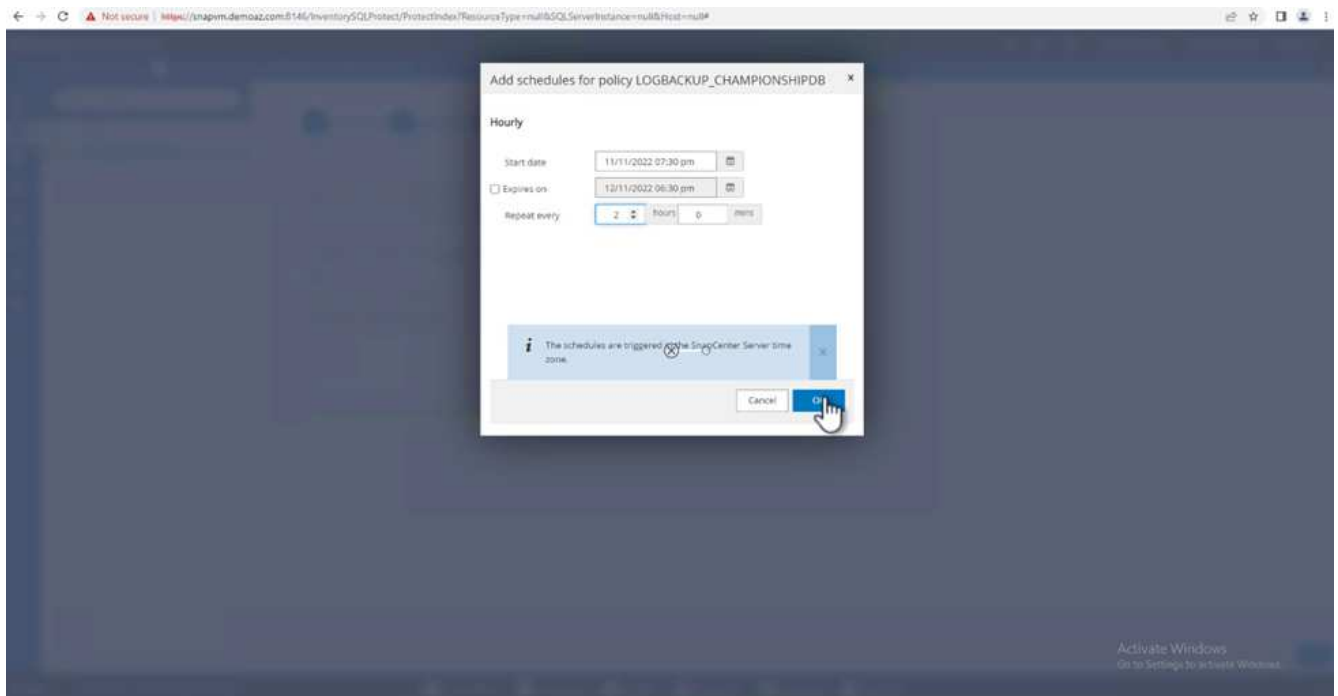 Not secure | https://snapvm.demoaz.com:8146/InventorySQLProtect/ProtectIndex?ResourceType=null&SQLServerInstance=null&Host=null#
Add schedules for policy LOGBACKUP_CHAMPIONSHIPDB x
Hourly
Start date 11/11/2022 07:30 pm
Expires on 12/11/2022 06:30 pm
Repeat every 2 hours 0 mins
i The schedules are triggered the SnapCenter Server time x
zone.
Cancel
Activate Windows
Go to Settings to activate Windows.